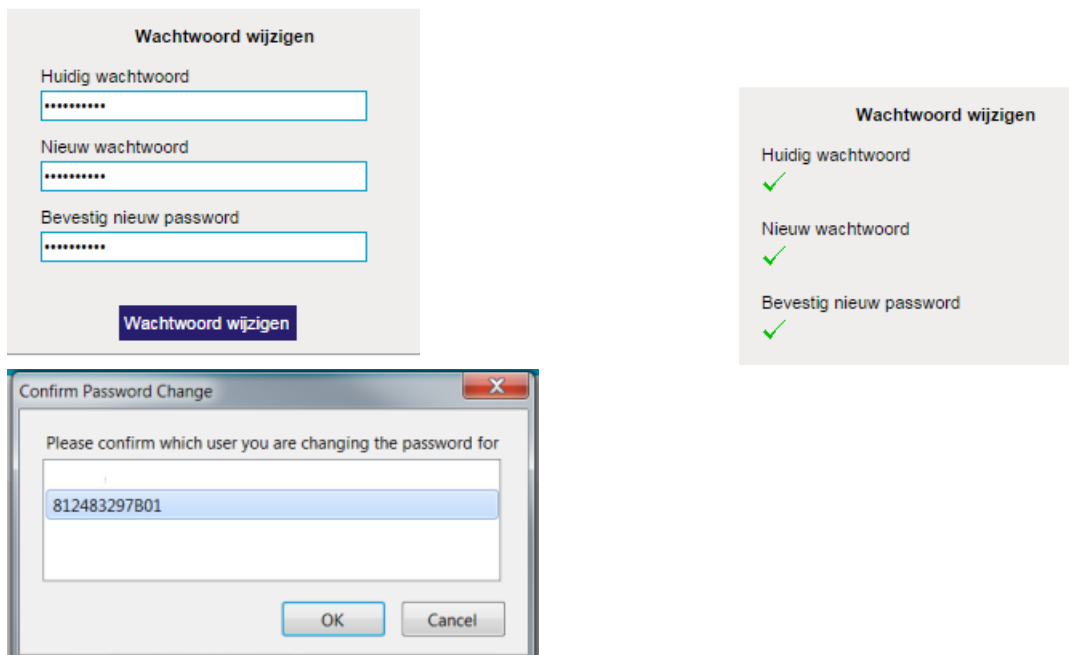 Wachtwoord wijzigen
Huidig wachtwoord
••••••••••
Nieuw wachtwoord
••••••••••
Bevestig nieuw password
••••••••••
Wachtwoord wijzigen
Wachtwoord wijzigen
Huidig wachtwoord
Nieuw wachtwoord
Bevestig nieuw password
Confirm Password Change
Please confirm which user you are changing the password for
812483297B01
OK
Cancel